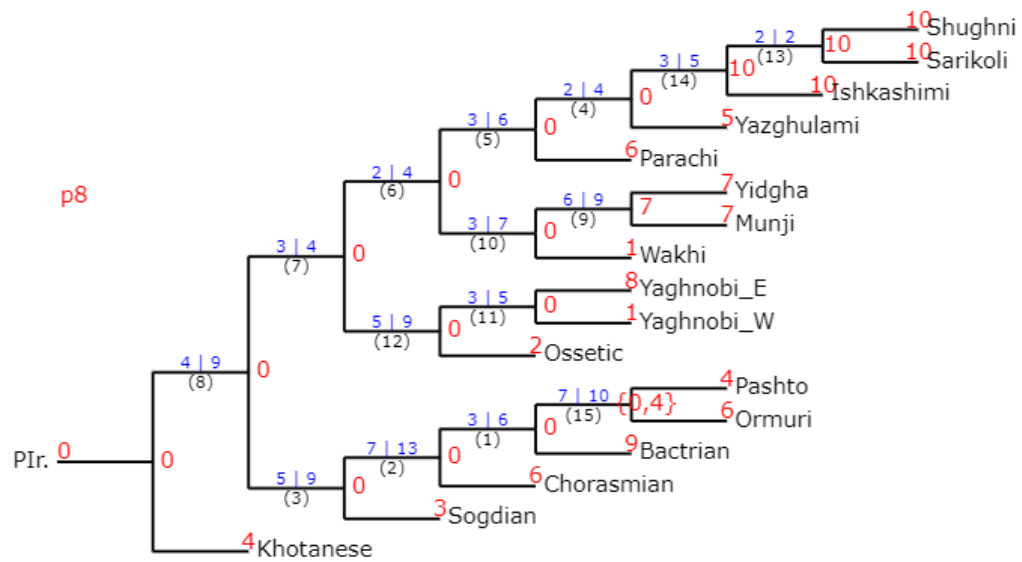 10 Shughni
2 | 2
10
(13)
10 Sarikoli
3 | 5
10
(14)
10 Ishkashimi
2 | 4
0
(4)
5 Yazghulami
3 | 6
0
(5)
6 Parachi
p8
2 | 4
0
(6)
7 Yidgha
6 | 9
7
(9)
7 Munji
3 | 7
0
(10)
1 Wakhi
3 | 4
0
(7)
8 Yaghnobi_E
3 | 5
0
(11)
1 Yaghnobi_W
5 | 9
0
(12)
2 Ossetic
4 | 9
0
(8)
4 Pashto
7 | 10
{0,4}
(15)
6 Ormuri
3 | 6
0
(1)
9 Bactrian
7 | 13
0
(2)
6 Chorasmian
5 | 9
0
(3)
3 Sogdian
PIr. 0
0
4 Khotanese